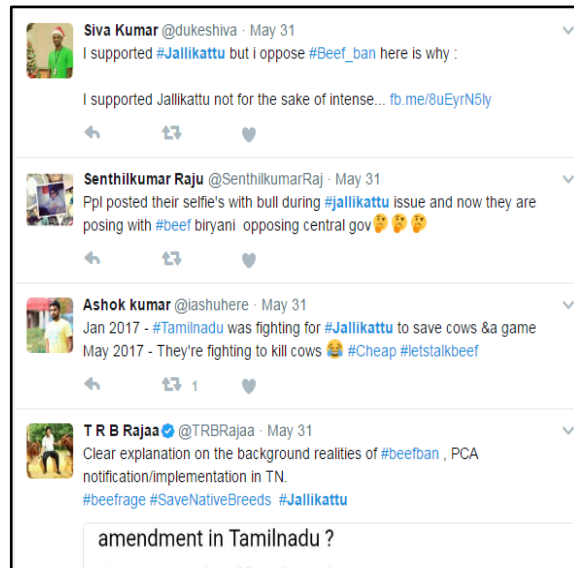 Siva Kumar @dukeshiva · May 31
I supported #Jallikattu but i oppose #Beef_ban here is why :
I supported Jallikattu not for the sake of intense... fb.me/8uEyrN5ly
Senthilkumar Raju @SenthilkumarRaj · May 31
Ppl posted their selfie's with bull during #jallikattu issue and now they are
posing with #beef biryani opposing central gov🤔🤔🤔
Ashok kumar @iashuhere · May 31
Jan 2017 - #Tamilnadu was fighting for #Jallikattu to save cows &a game
May 2017 - They're fighting to kill cows 😂 #Cheap #letstalkbeef
1
T R B Rajaa @TRBRajaa · May 31
Clear explanation on the background realities of #beefban , PCA
notification/implementation in TN.
#beefrage #SaveNativeBreeds #Jallikattu
amendment in Tamilnadu ?